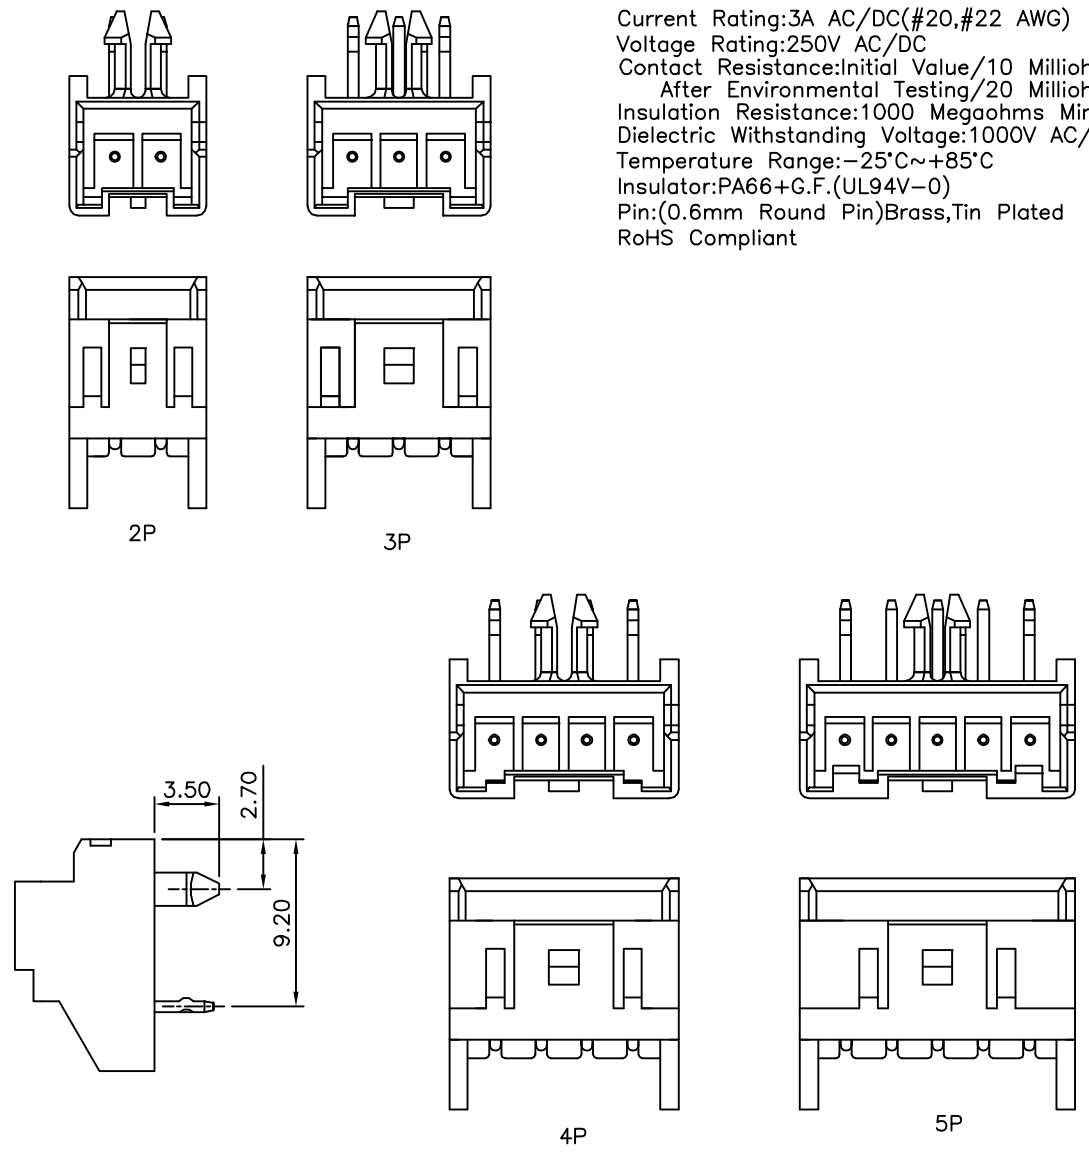 Current Rating:3A AC/DC(#20,#22 AWG)
Voltage Rating:250V AC/DC
Contact Resistance:Initial Value/10
After Environmental Testing/20
Insulation Resistance:1000 Megaohms
Dielectric Withstanding Voltage:1000V AC/
Temperature Range:−25°C~+85°C
Insulator:PA66+G.F.(UL94V−0)
Pin:(0.6mm Round Pin)Brass,Tin Plated
RoHS Compliant
2P
3P
3.50
2.70
9.20
4P
5P